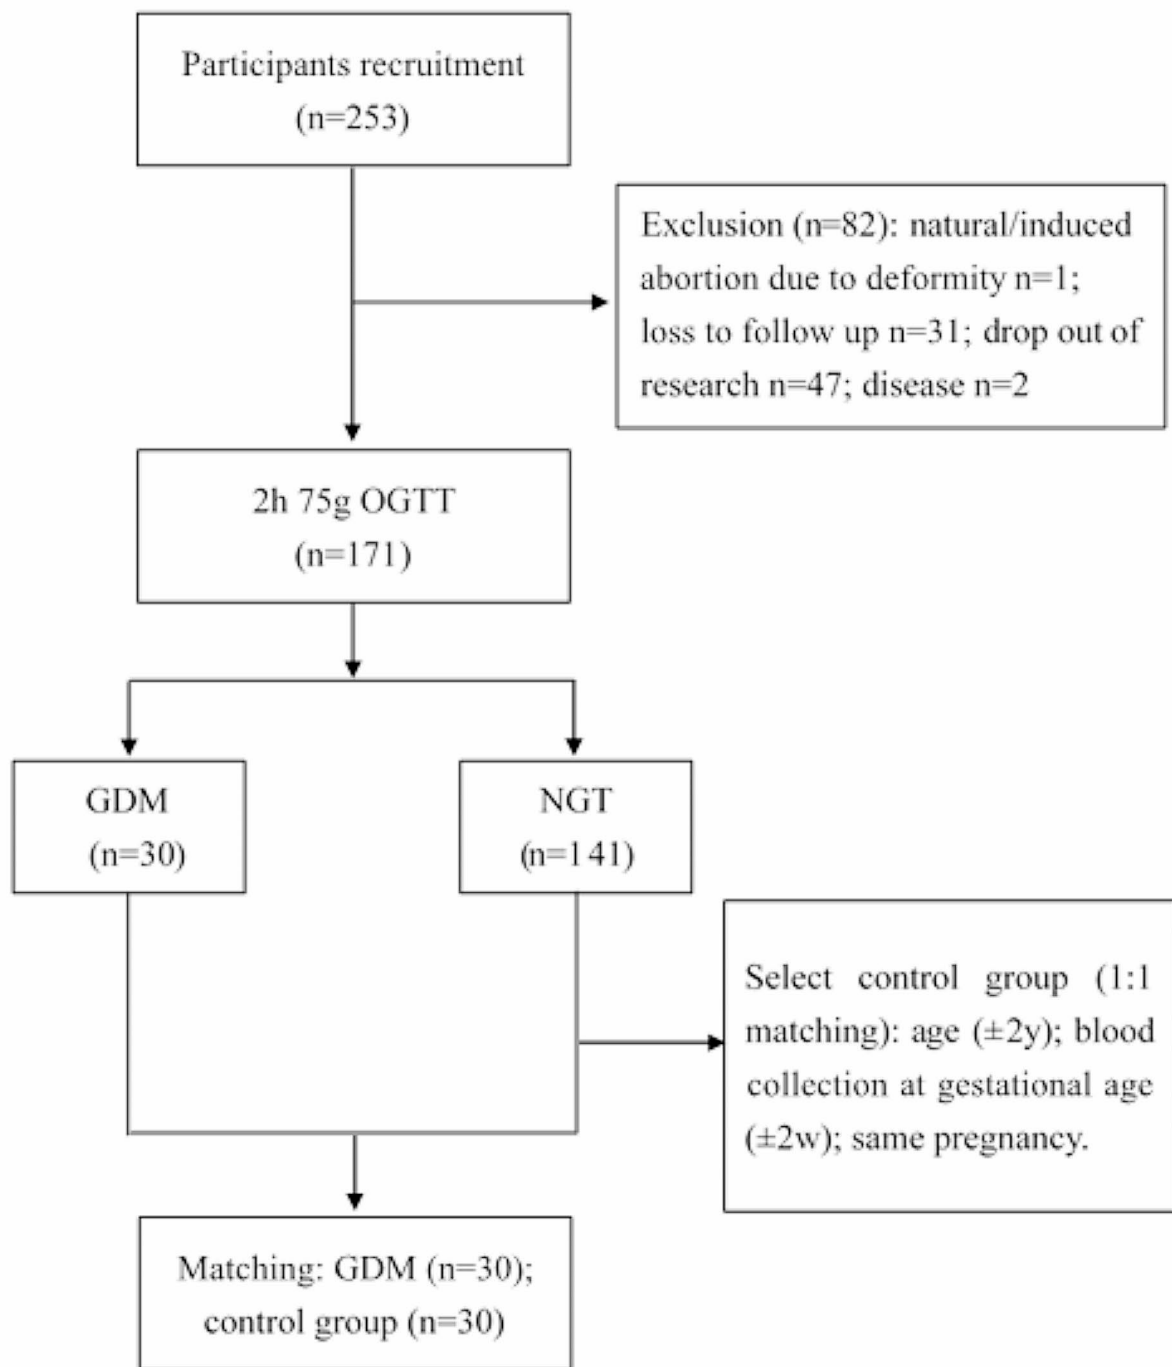 Participants recruitment
(n=253)
Exclusion (n=82): natural/induced
abortion due to deformity n=1;
loss to follow up n=31; drop out of
research n=47; disease n=2
2h 75g OGTT
(n=171)
GDM
(n=30)
NGT
(n=141)
Select control group (1:1
matching): age (±2y); blood
collection at gestational age
(±2w); same pregnancy.
Matching: GDM (n=30);
control group (n=30)